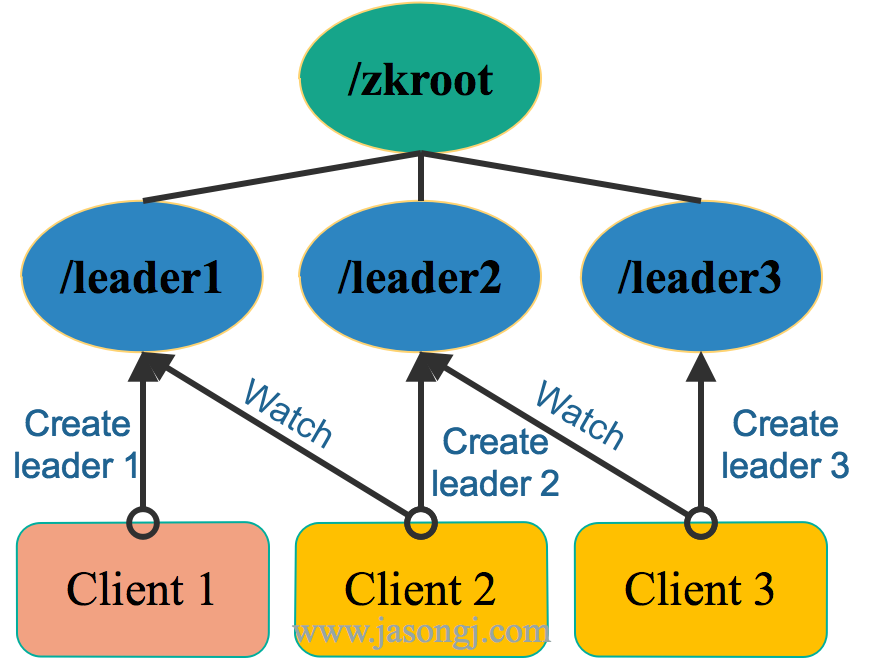 /zkroot
/leader1
/leader2
/leader3
Watch
Watch
Create
leader 1
Create
leader 2
Create
leader 3
Client 1
Client 2
Client 3
www.jasongj.com